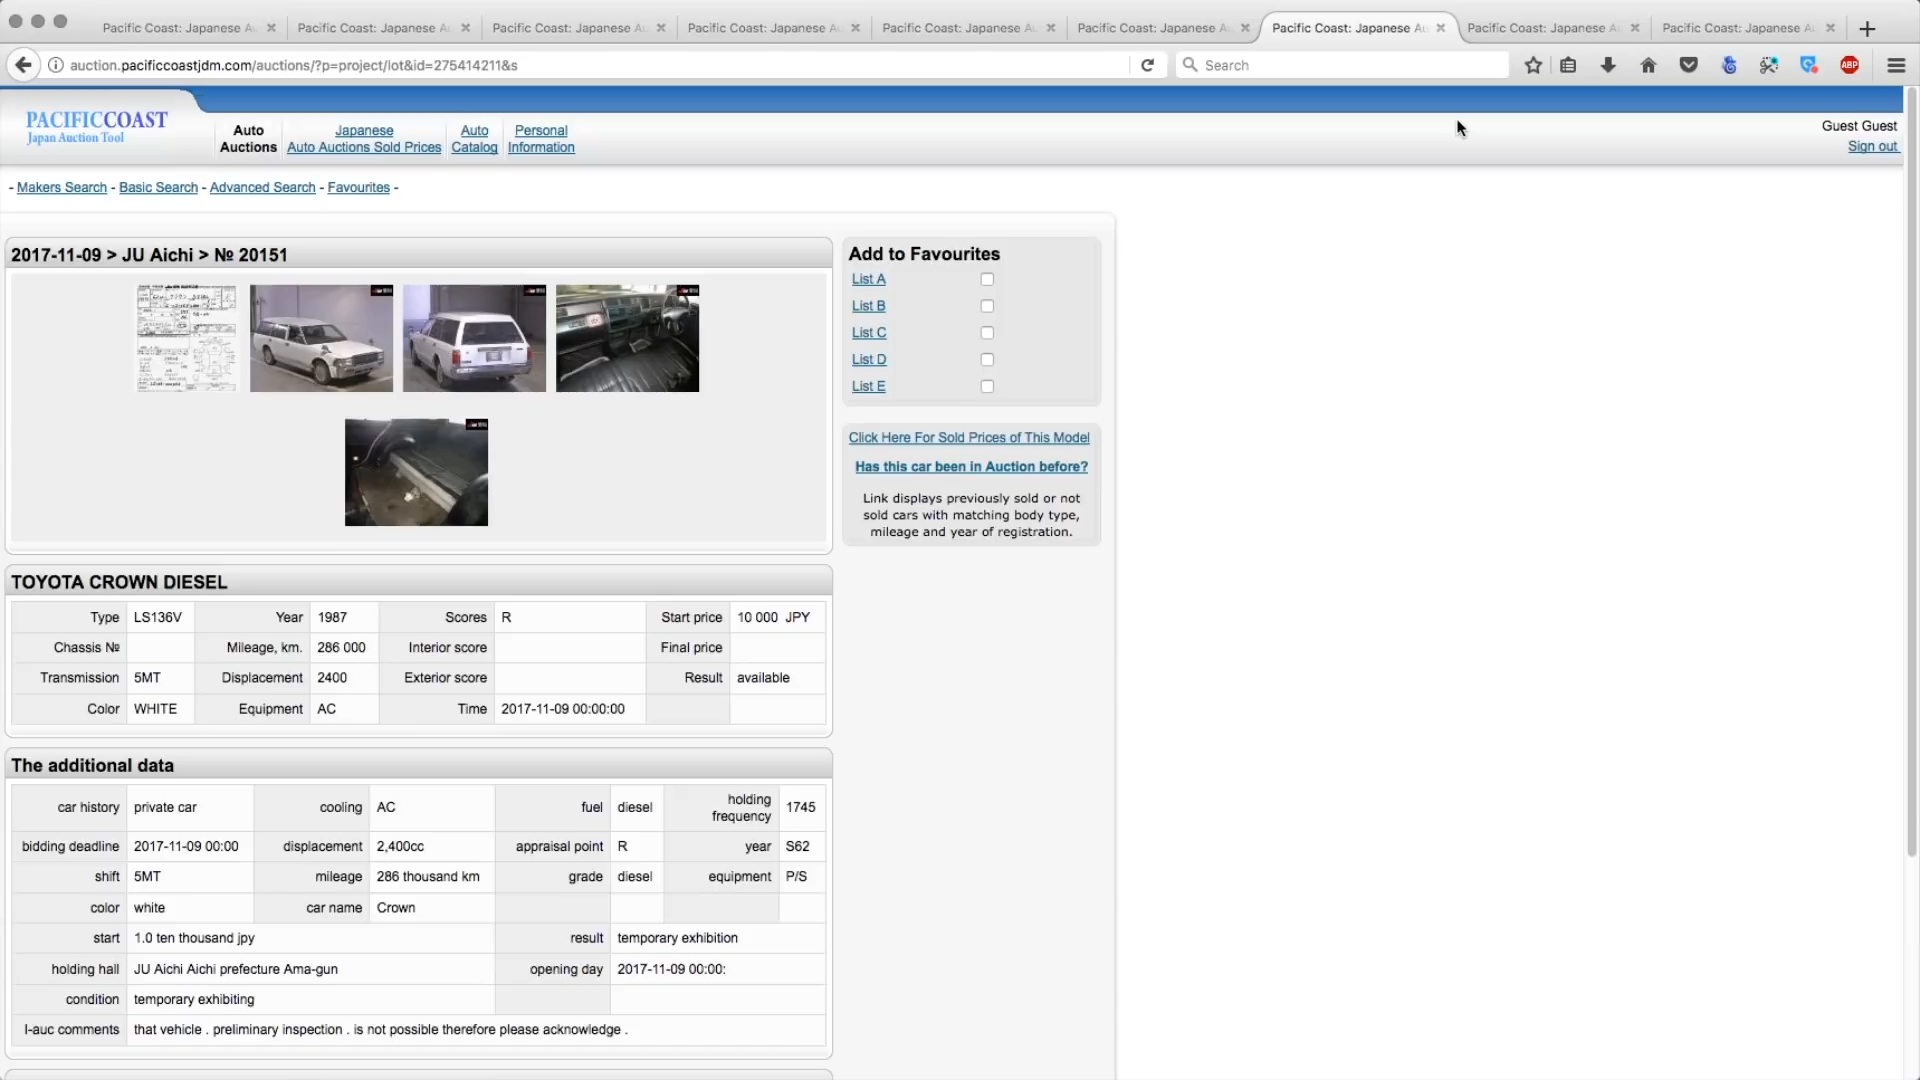 Pacific Coast: Japanese Au
Pacific Coast: Japanese Au
Pacific Coast: Japanese Au
Pacific Coast: Japanese Au
Pacific Coast: Japanese Au
Pacific Coast: Japanese Au
Pacific Coast: Japanese Au
Pacific Coast: Japanese Au
Pacific Coast: Japanese Au
auction.pacificcoastjdm.com/auctions/?p=project/lot&id=275414211&s
Search
ABP
PACIFICCOAST
Japan Auction Tool
Auto Auctions
Japanese Auto Auctions Sold Prices
Auto Catalog
Personal Information
Guest Guest
Sign out
- Makers Search - Basic Search - Advanced Search - Favourites -
2017-11-09 > JU Aichi > № 20151
Add to Favourites
List A
List B
List C
List D
List E
Click Here For Sold Prices of This Model
Has this car been in Auction before?
Link displays previously sold or not
sold cars with matching body type,
mileage and year of registration.
TOYOTA CROWN DIESEL
Type LS136V Year 1987 Scores R Start price 10 000 JPY
Chassis № Mileage, km. 286 000 Interior score Final price
Transmission 5MT Displacement 2400 Exterior score Result available
Color WHITE Equipment AC Time 2017-11-09 00:00:00
The additional data
car history private car cooling AC fuel diesel holding frequency 1745
bidding deadline 2017-11-09 00:00 displacement 2,400cc appraisal point R year S62
shift 5MT mileage 286 thousand km grade diesel equipment P/S
color white car name Crown
start 1.0 ten thousand jpy result temporary exhibition
holding hall JU Aichi Aichi prefecture Ama-gun opening day 2017-11-09 00:00:
condition temporary exhibiting
I-auc comments that vehicle . preliminary inspection . is not possible therefore please acknowledge .